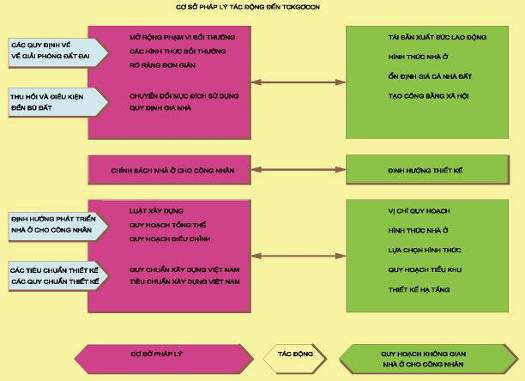 CƠ SỞ PHÁP LÝ TÁC ĐỘNG ĐẾN TCKGƠCCN
CÁC QUY ĐỊNH VỀ
VỀ GIẢI PHÓNG ĐẤT ĐAI
MỞ RỘNG PHẠM VI BỒI THƯỜNG
CÁC HÌNH THỨC BỒI THƯỜNG
RÕ RÀNG ĐƠN GIẢN
THU HỒI VÀ ĐIỀU KIỆN
ĐỀN BÙ ĐẤT
CHUYỂN ĐỔI MỤC ĐÍCH SỬ DỤNG
QUY ĐỊNH GIÁ NHÀ
TÁI SẢN XUẤT SỨC LAO ĐỘNG
HÌNH THỨC NHÀ Ở
ỔN ĐỊNH GIÁ CẢ NHÀ ĐẤT
TẠO CÔNG BẰNG XÃ HỘI
CHÍNH SÁCH NHÀ Ở CHO CÔNG NHÂN
ĐỊNH HƯỚNG THIẾT KẾ
ĐỊNH HƯỚNG PHÁT TRIỂN
NHÀ Ở CHO CÔNG NHÂN
LUẬT XÂY DỰNG
QUY HOẠCH TỔNG THỂ
QUY HOẠCH ĐIỀU CHỈNH
CÁC TIÊU CHUẨN THIẾT KẾ
CÁC QUY CHUẨN THIẾT KẾ
QUY CHUẨN XÂY DỰNG VIỆT NAM
TIÊU CHUẨN XÂY DỰNG VIỆT NAM
VỊ CHÍ QUY HOẠCH
HÌNH THỨC NHÀ Ở
LỰA CHỌN HÌNH THỨC
QUY HOẠCH TIỂU KHU
THIẾT KẾ HẠ TẦNG
CƠ SỞ PHÁP LÝ
TÁC ĐỘNG
QUY HOẠCH KHÔNG GIAN
NHÀ Ở CHO CÔNG NHÂN